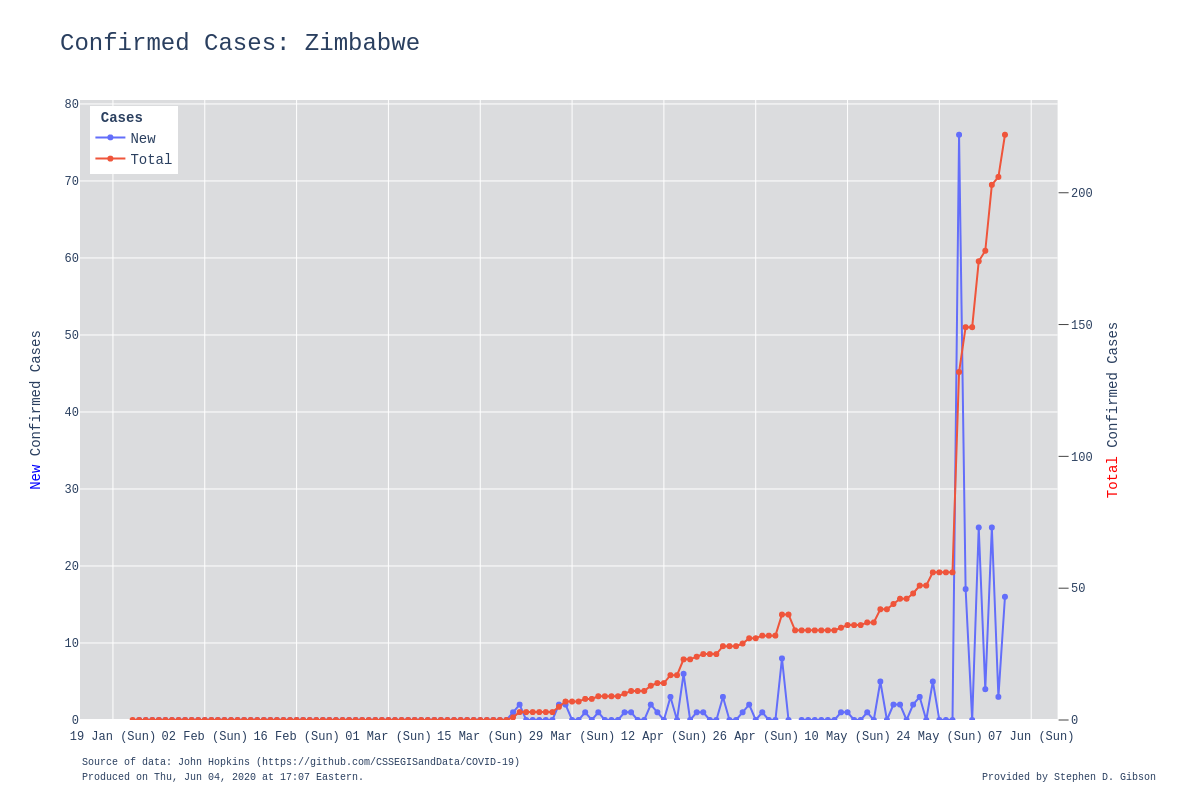 Confirmed Cases: Zimbabwe
Cases
New
Total
80
70
60
50
40
30
20
10
0
New Confirmed Cases
200
150
100
50
0
Total Confirmed Cases
19 Jan (Sun) 02 Feb (Sun) 16 Feb (Sun) 01 Mar (Sun) 15 Mar (Sun) 29 Mar (Sun) 12 Apr (Sun) 26 Apr (Sun) 10 May (Sun) 24 May (Sun) 07 Jun (Sun)
Source of data: John Hopkins (https://github.com/CSSEGISandData/COVID-19)
Produced on Thu, Jun 04, 2020 at 17:07 Eastern.
Provided by Stephen D. Gibson